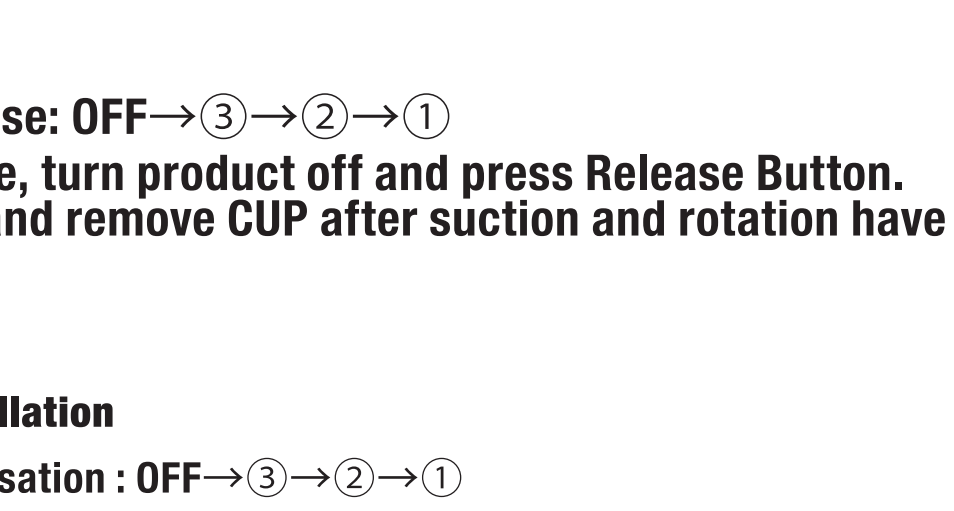 se: OFF→③→②→①
e, turn product off and press Release Button.
and remove CUP after suction and rotation have
llation
sation : OFF→③→②→①